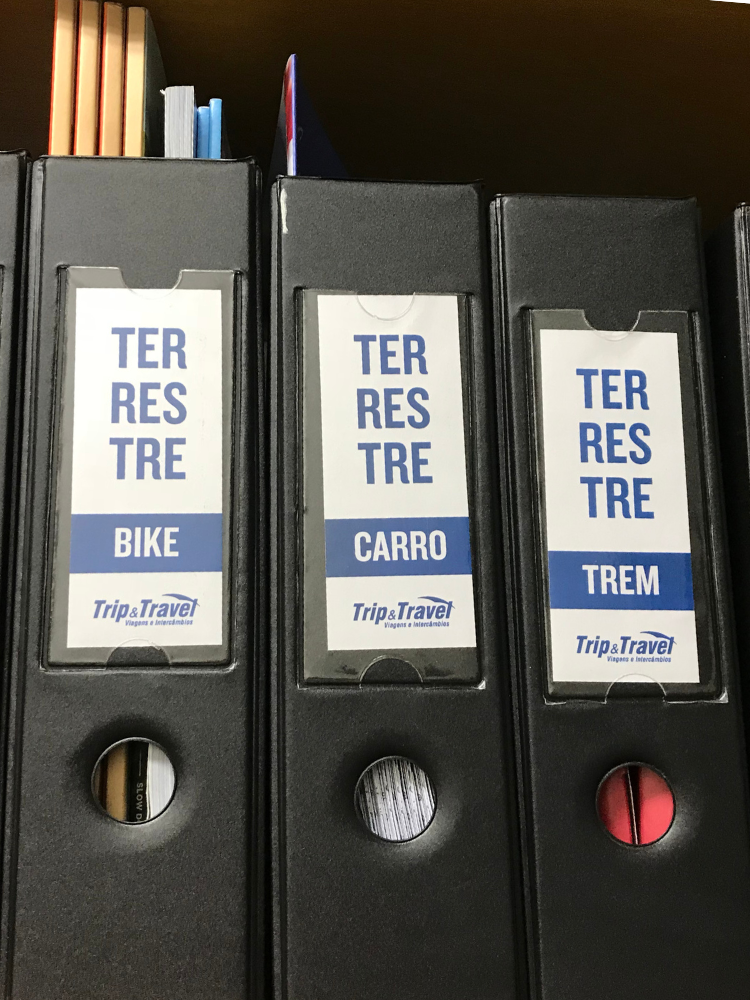 TER
RES
TRE
BIKE
Trip&Travel
Viagens e Intercâmbios
SLOW
TER
RES
TRE
CARRO
Trip&Travel
Viagens e Intercâmbios
TER
RES
TRE
TREM
Trip&Travel
Viagens e Intercâmbios